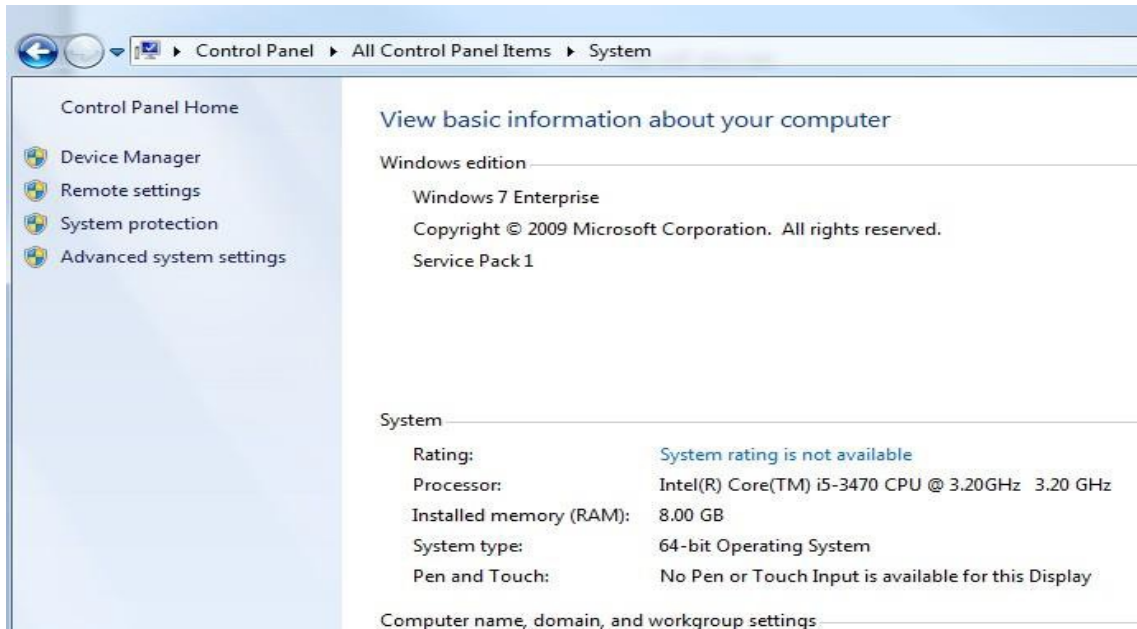 Control Panel ▸ All Control Panel Items ▸ System
Control Panel Home
Device Manager
Remote settings
System protection
Advanced system settings
View basic information about your computer
Windows edition
Windows 7 Enterprise
Copyright © 2009 Microsoft Corporation. All rights reserved.
Service Pack 1
System
Rating: System rating is not available
Processor: Intel(R) Core(TM) i5-3470 CPU @ 3.20GHz 3.20 GHz
Installed memory (RAM): 8.00 GB
System type: 64-bit Operating System
Pen and Touch: No Pen or Touch Input is available for this Display
Computer name, domain, and workgroup settings